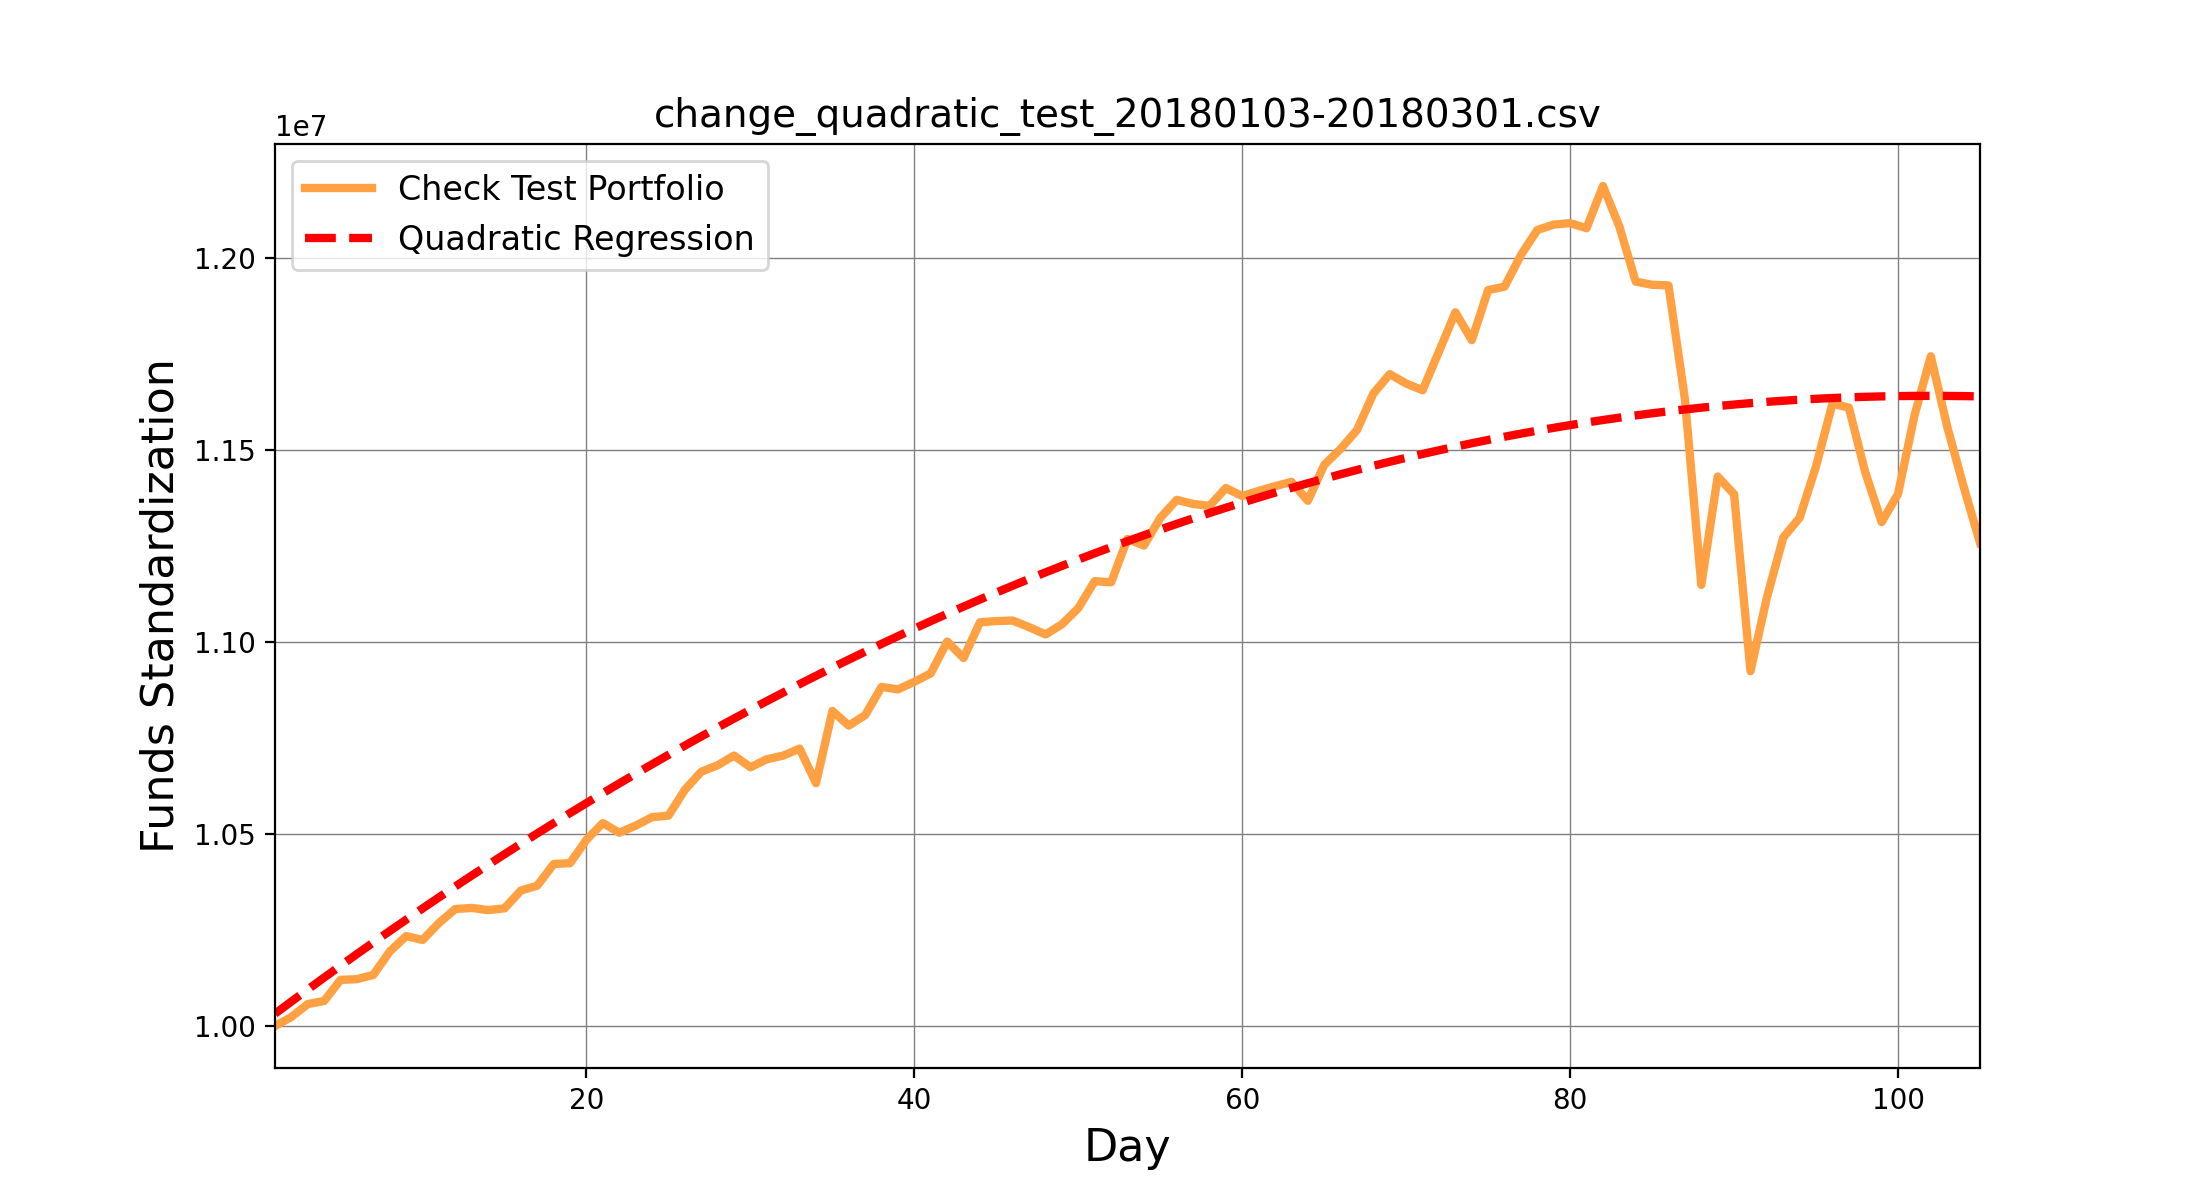 change_quadratic_test_20180103-20180301.csv
1e7
Check Test Portfolio
Quadratic Regression
1.20
1.15
1.10
1.05
1.00
Funds Standardization
20 40 60 80 100
Day